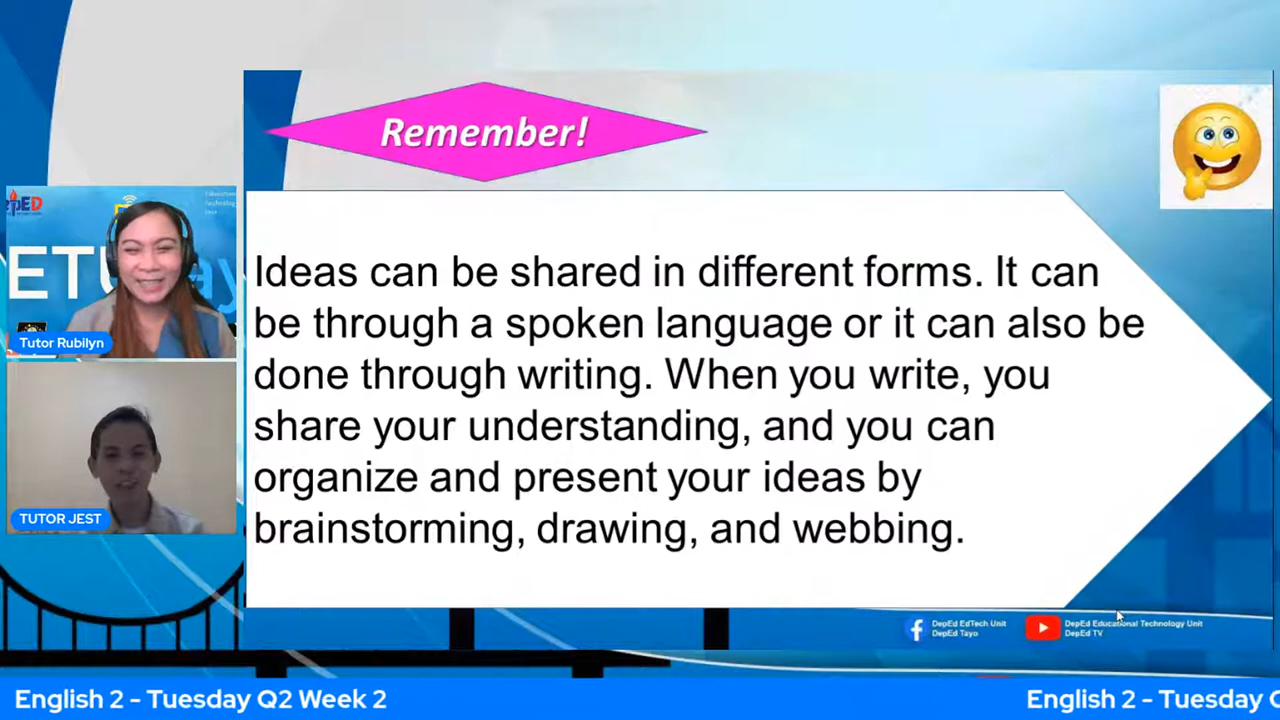 Remember!
Ideas can be shared in different forms. It can
be through a spoken language or it can also be
done through writing. When you write, you
share your understanding, and you can
organize and present your ideas by
brainstorming, drawing, and webbing.
ETU
ay
Tutor Rubilyn
TUTOR JEST
DepEd EdTech Unit
DepEd Tayo
DepEd Educational Technology Unit
DepEd TV
English 2 - Tuesday Q2 Week 2
English 2 - Tuesday